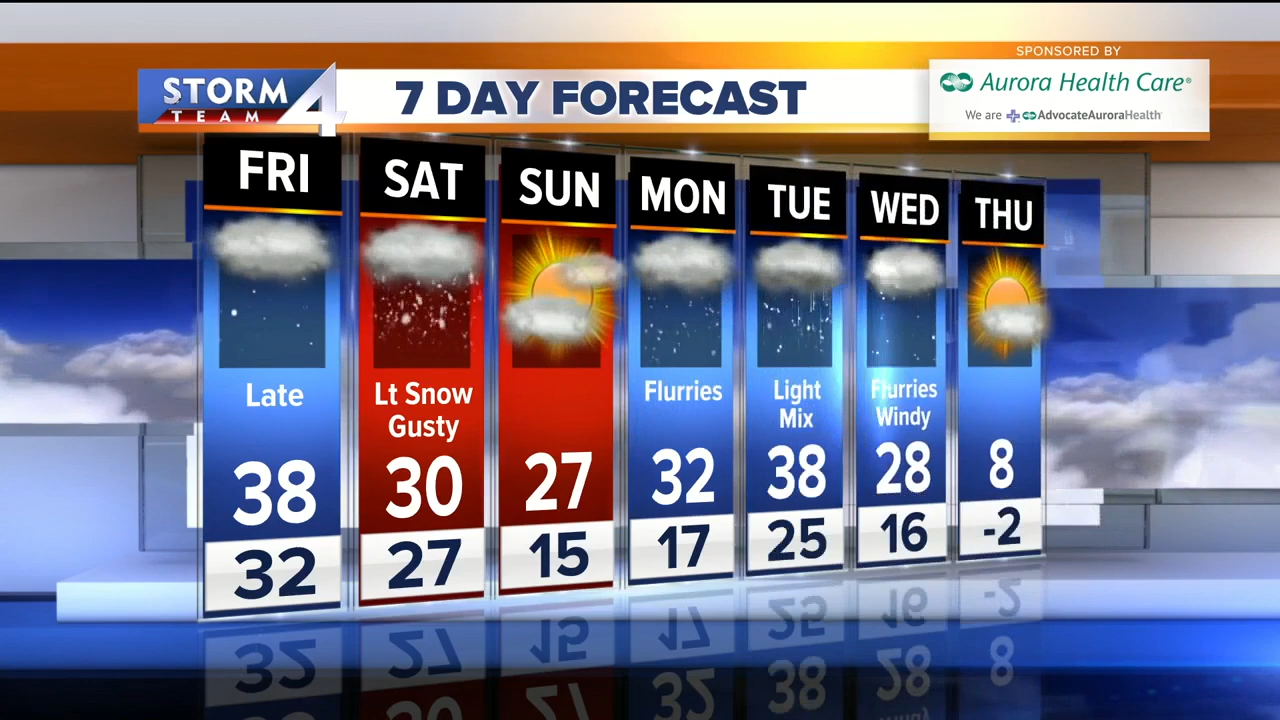 SPONSORED BY
STORM
TEAM 4
7 DAY FORECAST
Aurora Health Care®
We are AdvocateAuroraHealth
FRI
Late
38
32
SAT
Lt Snow
Gusty
30
27
SUN
27
15
MON
Flurries
32
17
TUE
Light
Mix
38
25
WED
Flurries
Windy
28
16
THU
8
-2